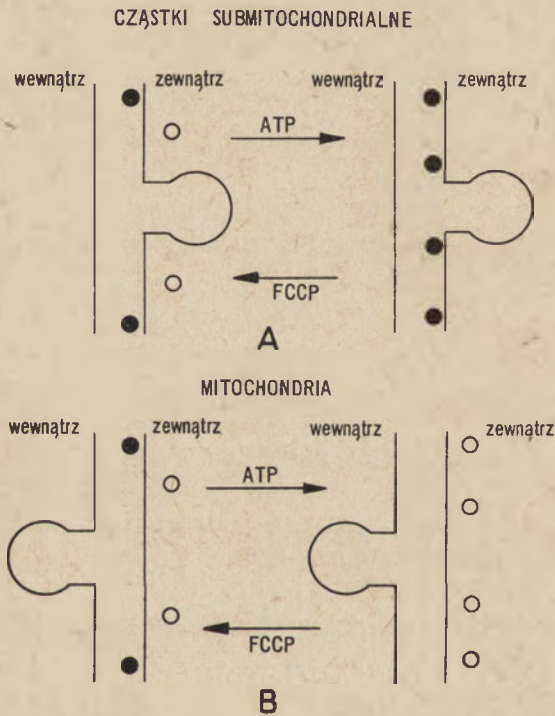 CZĄSTKI SUBMITOCHONDRIALNE
wewnątrz zewnątrz wewnątrz zewnątrz
ATP
FCCP
A
MITOCHONDRIA
wewnątrz zewnątrz wewnątrz zewnątrz
ATP
FCCP
B